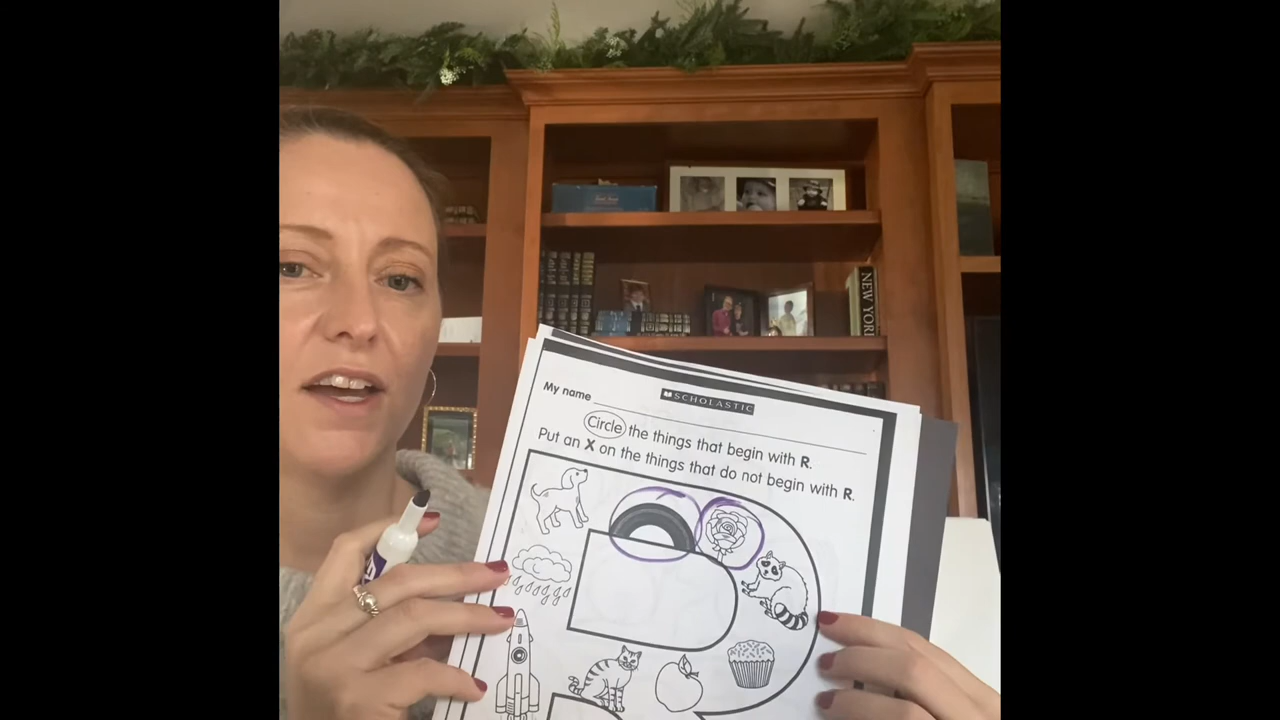 NEW YOR
SCHOLASTIC
My name
Circle the things that begin with R.
Put an X on the things that do not begin with R.